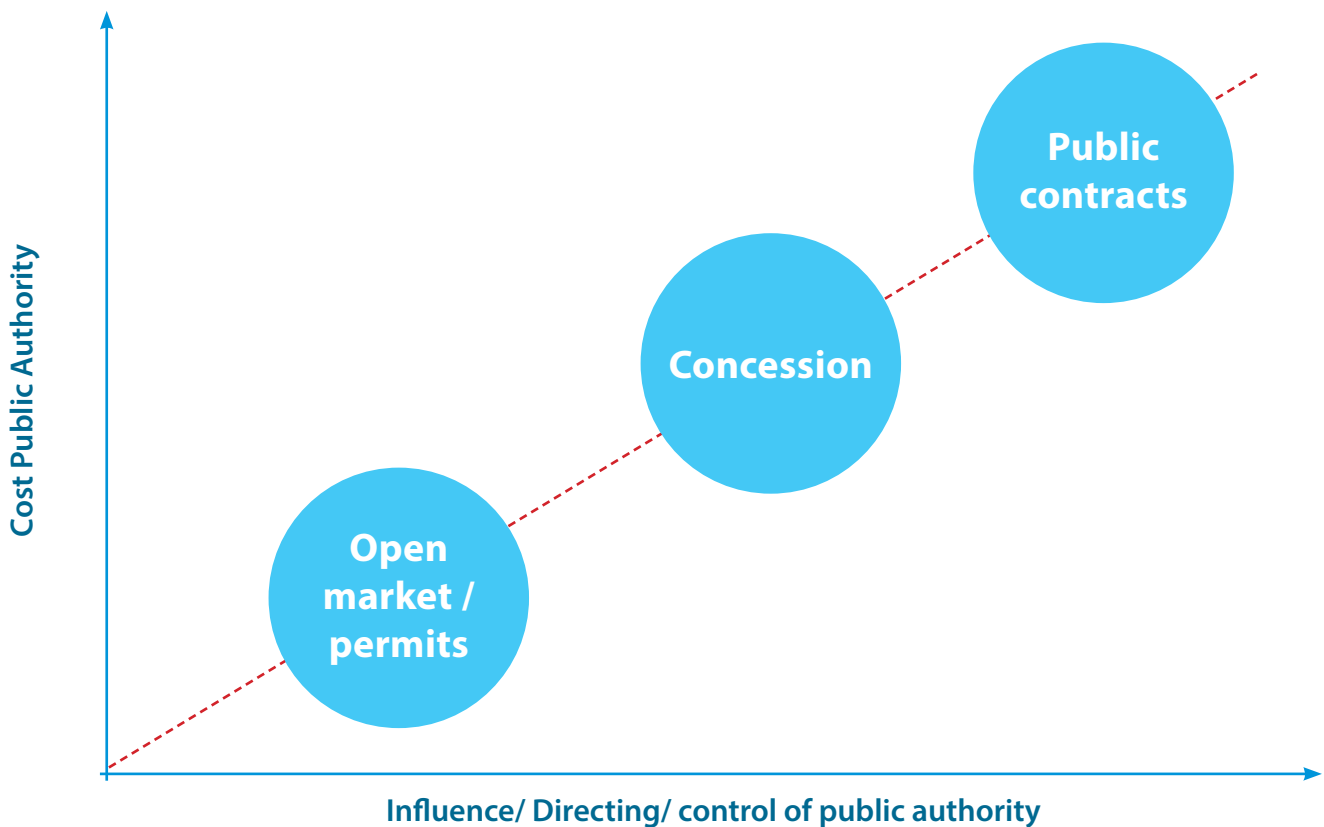 Public
contracts
Concession
Open
market /
permits
Cost Public Authority
Influence/ Directing/ control of public authority